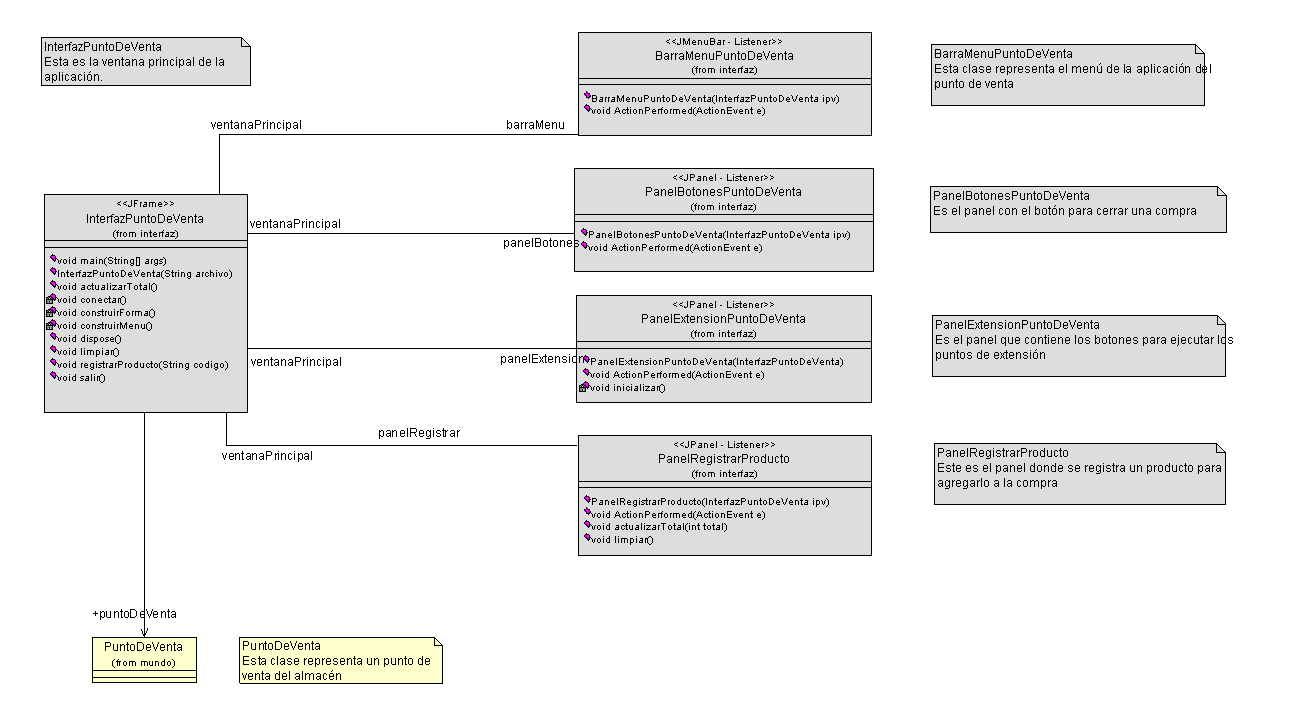 InterfazPuntoDeVenta
Esta es la ventana principal de la
aplicación.
<<JMenuBar - Listener>>
BarraMenuPuntoDeVenta
(from interfaz)
BarraMenuPuntoDeVenta(InterfazPuntoDeVenta ipv)
void ActionPerformed(ActionEvent e)
BarraMenuPuntoDeVenta
Esta clase representa el menú de la aplicación del
punto de venta
ventanaPrincipal
barraMenu
<<JPanel - Listener>>
PanelBotonesPuntoDeVenta
(from interfaz)
PanelBotonesPuntoDeVenta(InterfazPuntoDeVenta ipv)
void ActionPerformed(ActionEvent e)
PanelBotonesPuntoDeVenta
Es el panel con el botón para cerrar una compra
<<JFrame>>
InterfazPuntoDeVenta
(from interfaz)
void main(String[] args)
InterfazPuntoDeVenta(String archivo)
void actualizarTotal()
void conectar()
void construirForma()
void construirMenu()
void dispose()
void limpiar()
void registrarProducto(String codigo)
void salir()
ventanaPrincipal
panelBotones
<<JPanel - Listener>>
PanelExtensionPuntoDeVenta
(from interfaz)
PanelExtensionPuntoDeVenta(InterfazPuntoDeVenta)
void ActionPerformed(ActionEvent e)
void inicializar()
PanelExtensionPuntoDeVenta
Es el panel que contiene los botones para ejecutar los
puntos de extensión
ventanaPrincipal
panelExtension
panelRegistrar
ventanaPrincipal
<<JPanel - Listener>>
PanelRegistrarProducto
(from interfaz)
PanelRegistrarProducto(InterfazPuntoDeVenta ipv)
void ActionPerformed(ActionEvent e)
void actualizarTotal(int total)
void limpiar()
PanelRegistrarProducto
Este es el panel donde se registra un producto para
agregarlo a la compra
+puntoDeVenta
PuntoDeVenta
(from mundo)
PuntoDeVenta
Esta clase representa un punto de
venta del almacén